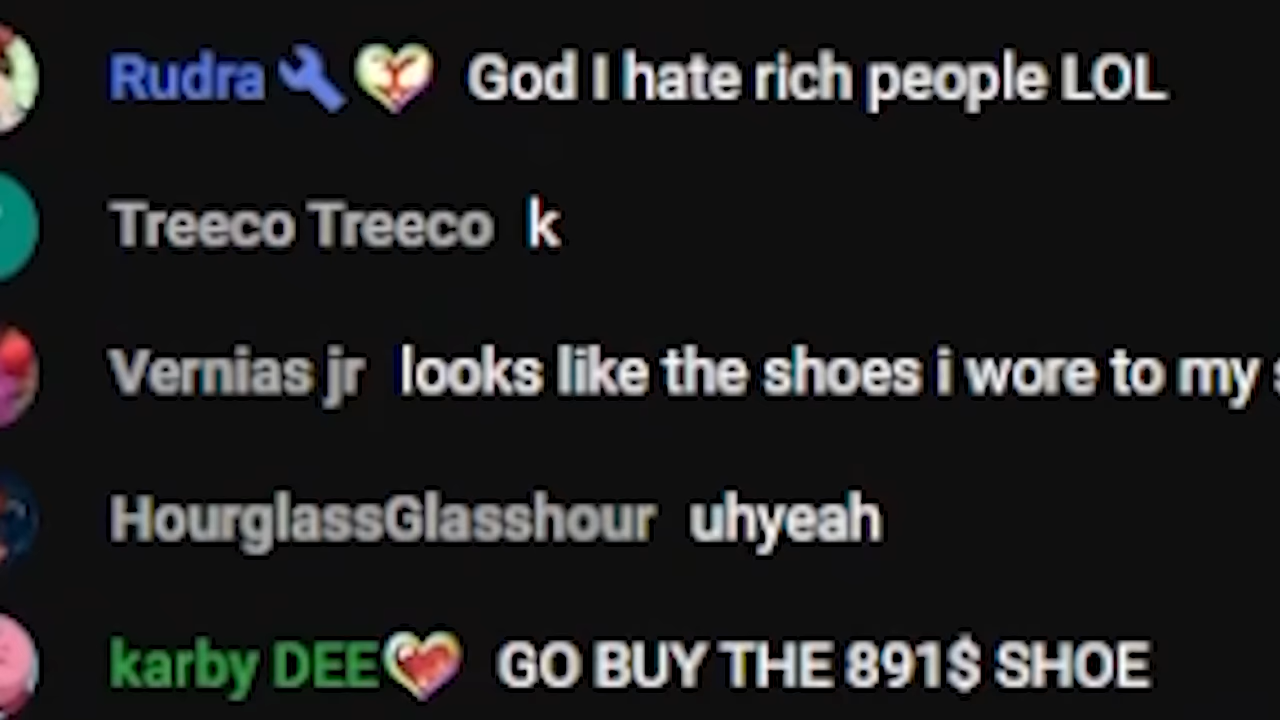 Rudra God I hate rich people LOL
Treeco Treeco k
Vernias jr looks like the shoes i wore to my
HourglassGlasshour uhyeah
karby DEE GO BUY THE 891$ SHOE